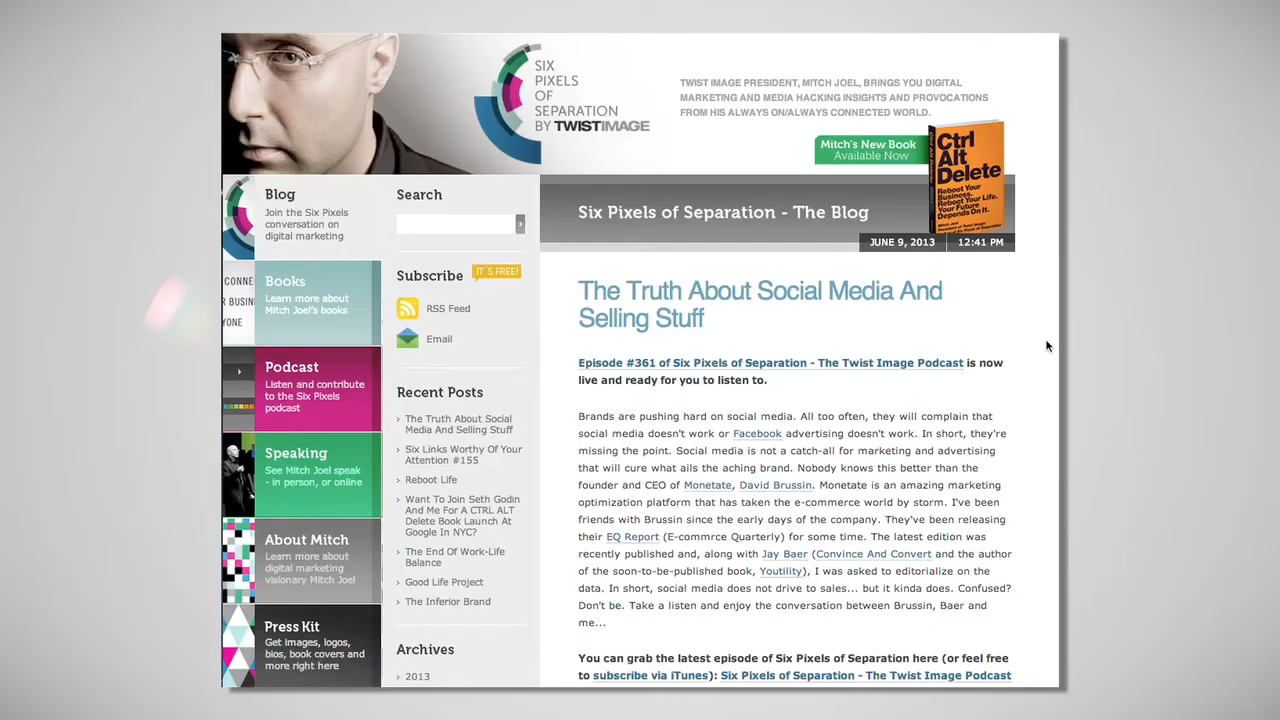 SIX
PIXELS
OF
SEPARATION
BY TWISTIMAGE
TWIST IMAGE PRESIDENT, MITCH JOEL, BRINGS YOU DIGITAL
MARKETING AND MEDIA HACKING INSIGHTS AND PROVOCATIONS
FROM HIS ALWAYS ON/ALWAYS CONNECTED WORLD.
Mitch's New Book
Available Now
Ctrl
Alt
Delete
Reboot Your
Business.
Reboot Your Life.
Your Future
Depends On It.
Blog
Join the Six Pixels
conversation on
digital marketing
CONNE
R BUSIN
YONE
Books
Learn more about
Mitch Joel's books
Podcast
Listen and contribute
to the Six Pixels
podcast
Speaking
See Mitch Joel speak
- in person, or online
About Mitch
Learn more about
digital marketing
visionary Mitch Joel
Press Kit
Get images, logos,
bios, book covers and
more right here
Search
Subscribe
IT'S FREE!
RSS Feed
Email
Recent Posts
The Truth About Social
Media And Selling Stuff
Six Links Worthy Of Your
Attention #155
Reboot Life
Want To Join Seth Godin
And Me For A CTRL ALT
Delete Book Launch At
Google In NYC?
The End Of Work-Life
Balance
Good Life Project
The Inferior Brand
Archives
2013
Six Pixels of Separation - The Blog
JUNE 9, 2013 12:41 PM
The Truth About Social Media And
Selling Stuff
Episode #361 of Six Pixels of Separation - The Twist Image Podcast is now
live and ready for you to listen to.
Brands are pushing hard on social media. All too often, they will complain that
social media doesn't work or Facebook advertising doesn't work. In short, they're
missing the point. Social media is not a catch-all for marketing and advertising
that will cure what ails the aching brand. Nobody knows this better than the
founder and CEO of Monetate, David Brussin. Monetate is an amazing marketing
optimization platform that has taken the e-commerce world by storm. I've been
friends with Brussin since the early days of the company. They've been releasing
their EQ Report (E-commrce Quarterly) for some time. The latest edition was
recently published and, along with Jay Baer (Convince And Convert and the author
of the soon-to-be-published book, Youtility), I was asked to editorialize on the
data. In short, social media does not drive to sales... but it kinda does. Confused?
Don't be. Take a listen and enjoy the conversation between Brussin, Baer and
me...
You can grab the latest episode of Six Pixels of Separation here (or feel free
to subscribe via iTunes): Six Pixels of Separation - The Twist Image Podcast